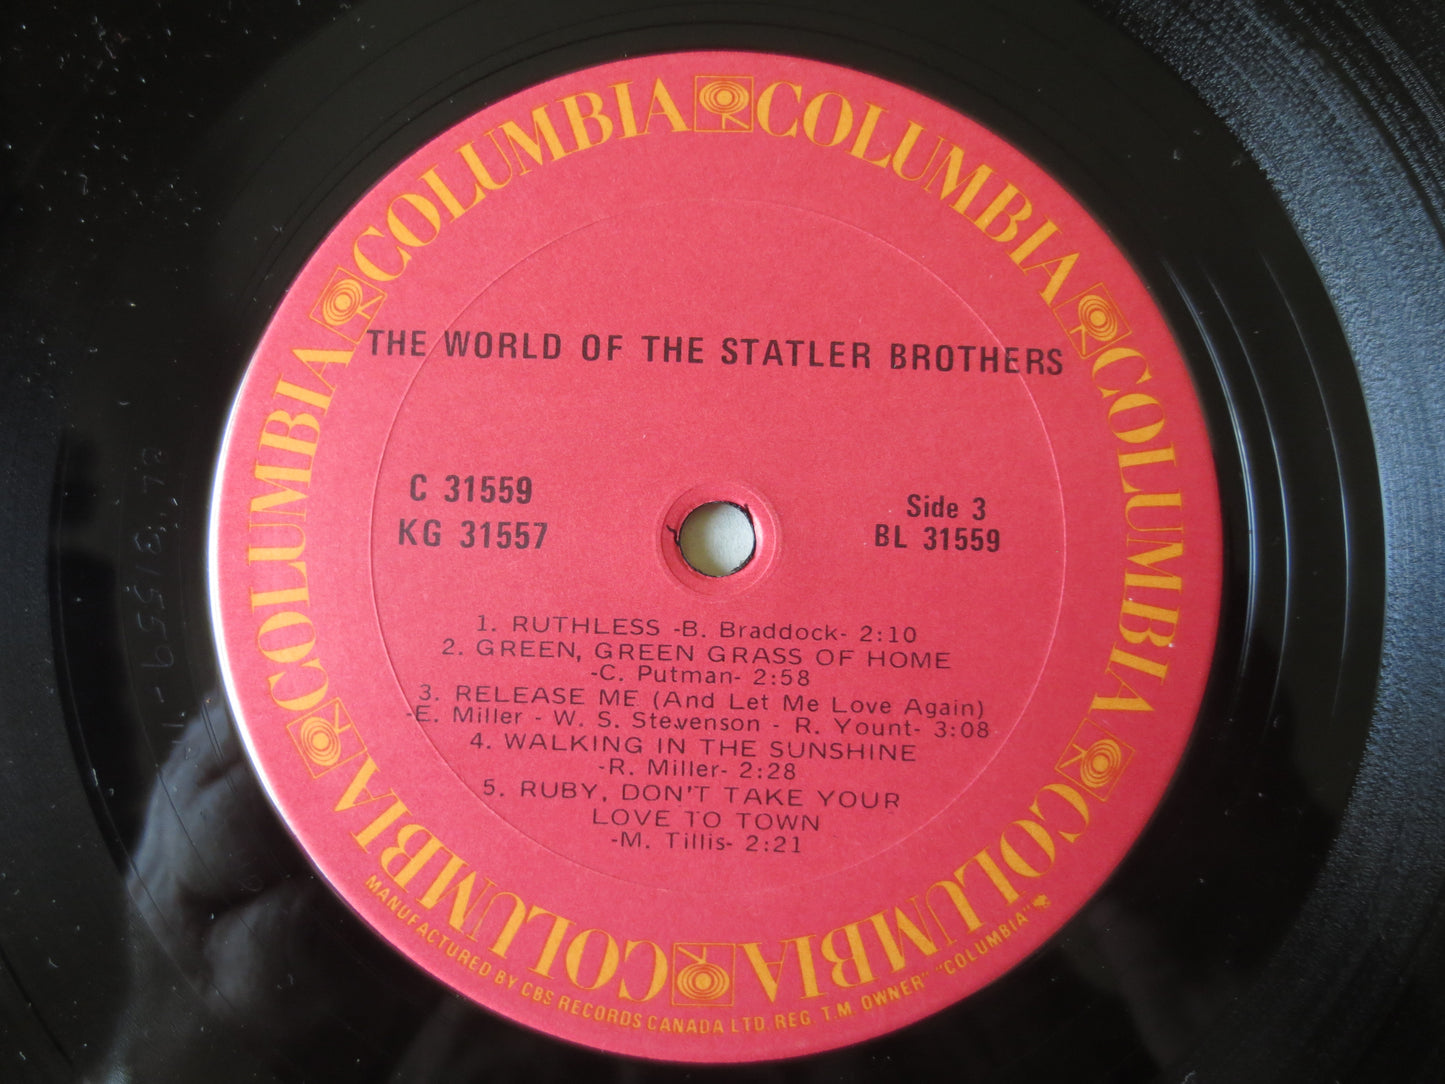 COLUMBIA COLUMBIA COLUMBIA COLUMBIA COLUMBIA COLUMBIA COLUMBIA COLUMBIA
THE WORLD OF THE STATLER BROTHERS
C 31559
KG 31557
Side 3
BL 31559
1. RUTHLESS -B. Braddock- 2:10
2. GREEN, GREEN GRASS OF HOME
-C. Putman- 2:58
3. RELEASE ME (And Let Me Love Again)
-E. Miller - W. S. Stevenson - R. Yount- 3:08
4. WALKING IN THE SUNSHINE
-R. Miller- 2:28
5. RUBY, DON'T TAKE YOUR
LOVE TO TOWN
-M. Tillis- 2:21
MANUFACTURED BY CBS RECORDS CANADA LTD. REG. T.M. OWNER "COLUMBIA"